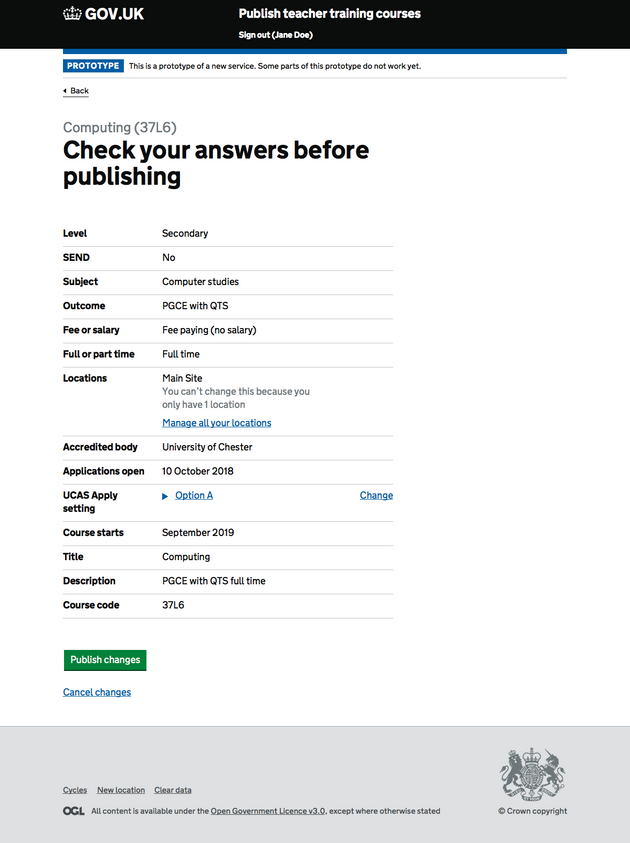 GOV.UK Publish teacher training courses
Sign out (Jane Doe)
PROTOTYPE This is a prototype of a new service. Some parts of this prototype do not work yet.
Back
Computing (37L6)
Check your answers before
publishing
Level Secondary
SEND No
Subject Computer studies
Outcome PGCE with QTS
Fee or salary Fee paying (no salary)
Full or part time Full time
Locations Main Site
You can’t change this because you
only have 1 location
Manage all your locations
Accredited body University of Chester
Applications open 10 October 2018
UCAS Apply Option A Change
setting
Course starts September 2019
Title Computing
Description PGCE with QTS full time
Course code 37L6
Publish changes
Cancel changes
Cycles New location Clear data
OGL All content is available under the Open Government Licence v3.0, except where otherwise stated © Crown copyright